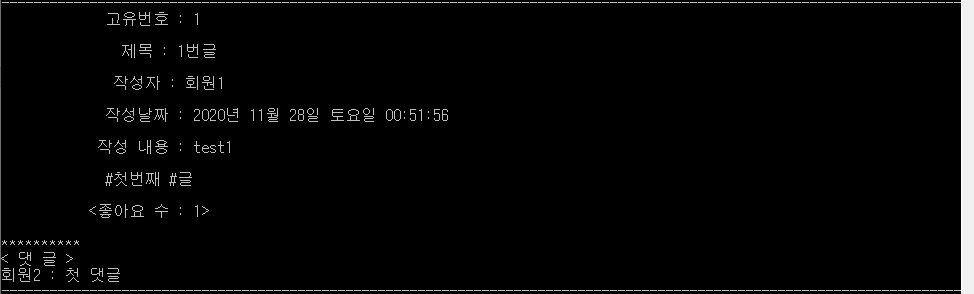 고유번호 : 1
제목 : 1번글
작성자 : 회원1
작성날짜 : 2020년 11월 28일 토요일 00:51:56
작성 내용 : test1
#첫번째 #글
<좋아요 수 : 1>
**********
< 댓 글 >
회원2 : 첫 댓글